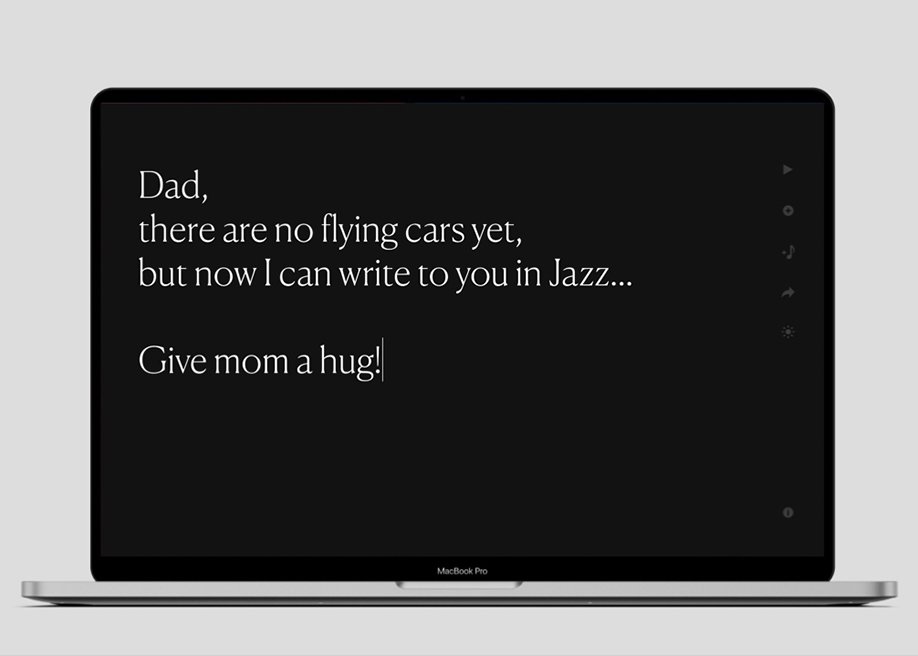 Dad,
there are no flying cars yet,
but now I can write to you in Jazz...
Give mom a hug!
MacBook Pro